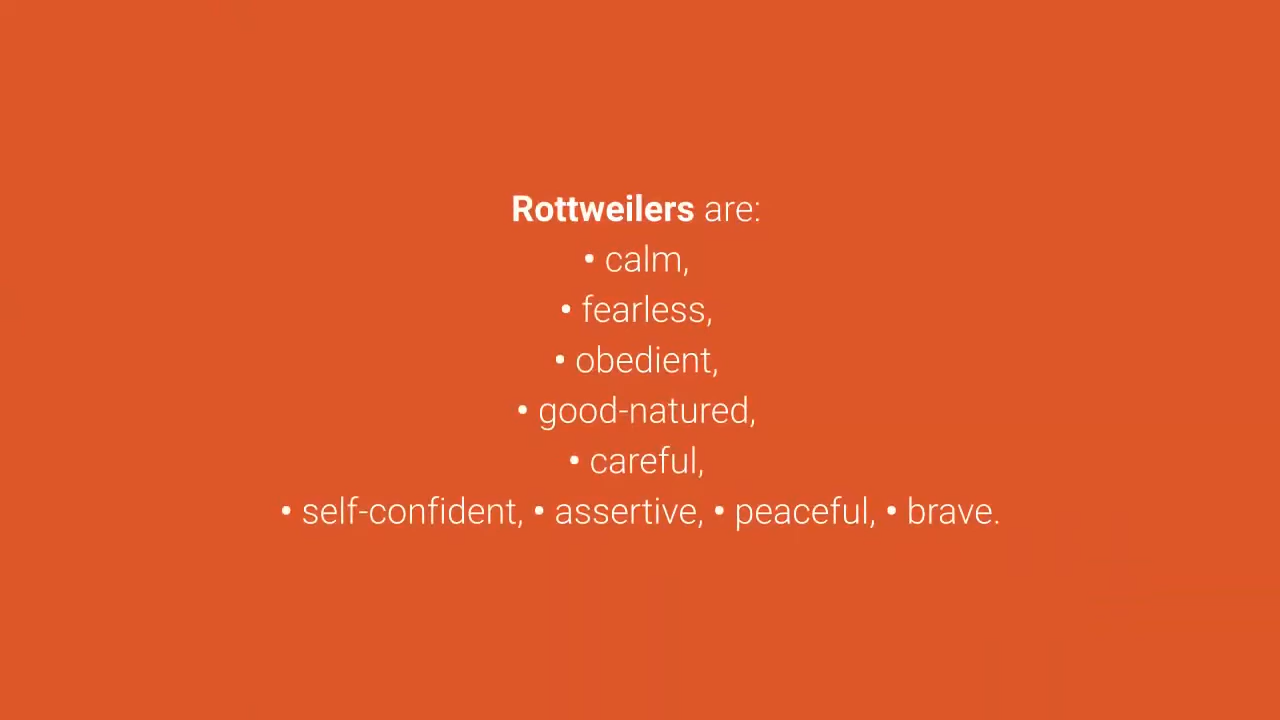 Rottweilers are:
• calm,
• fearless,
• obedient,
• good-natured,
• careful,
• self-confident, • assertive, • peaceful, • brave.